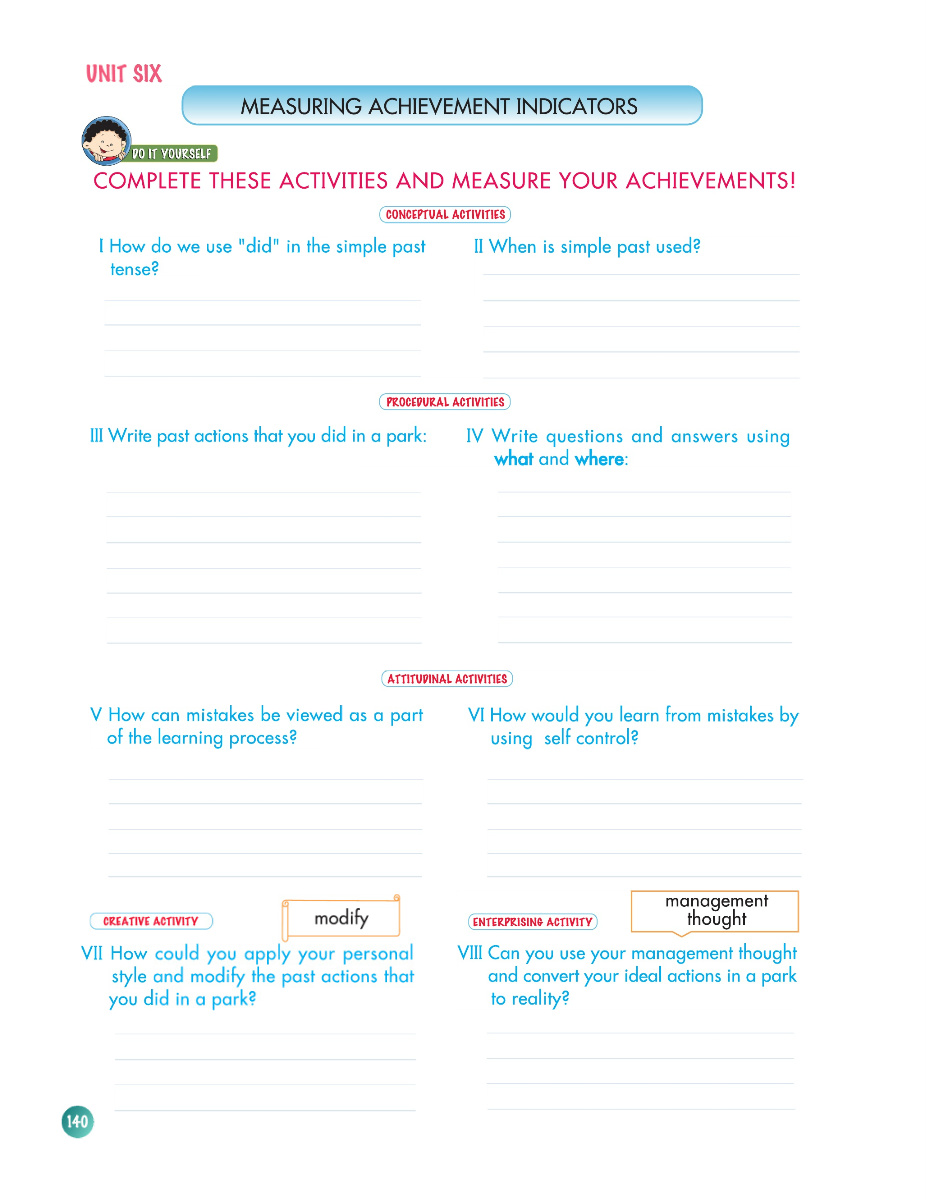 UNIT SIX
MEASURING ACHIEVEMENT INDICATORS
DO IT YOURSELF
COMPLETE THESE ACTIVITIES AND MEASURE YOUR ACHIEVEMENTS!
CONCEPTUAL ACTIVITIES
I How do we use "did" in the simple past
tense?
II When is simple past used?
PROCEDURAL ACTIVITIES
III Write past actions that you did in a park:
IV Write questions and answers using
what and where:
ATTITUDINAL ACTIVITIES
V How can mistakes be viewed as a part
of the learning process?
VI How would you learn from mistakes by
using self control?
CREATIVE ACTIVITY
modify
VII How could you apply your personal
style and modify the past actions that
you did in a park?
ENTERPRISING ACTIVITY
management
thought
VIII Can you use your management thought
and convert your ideal actions in a park
to reality?
140